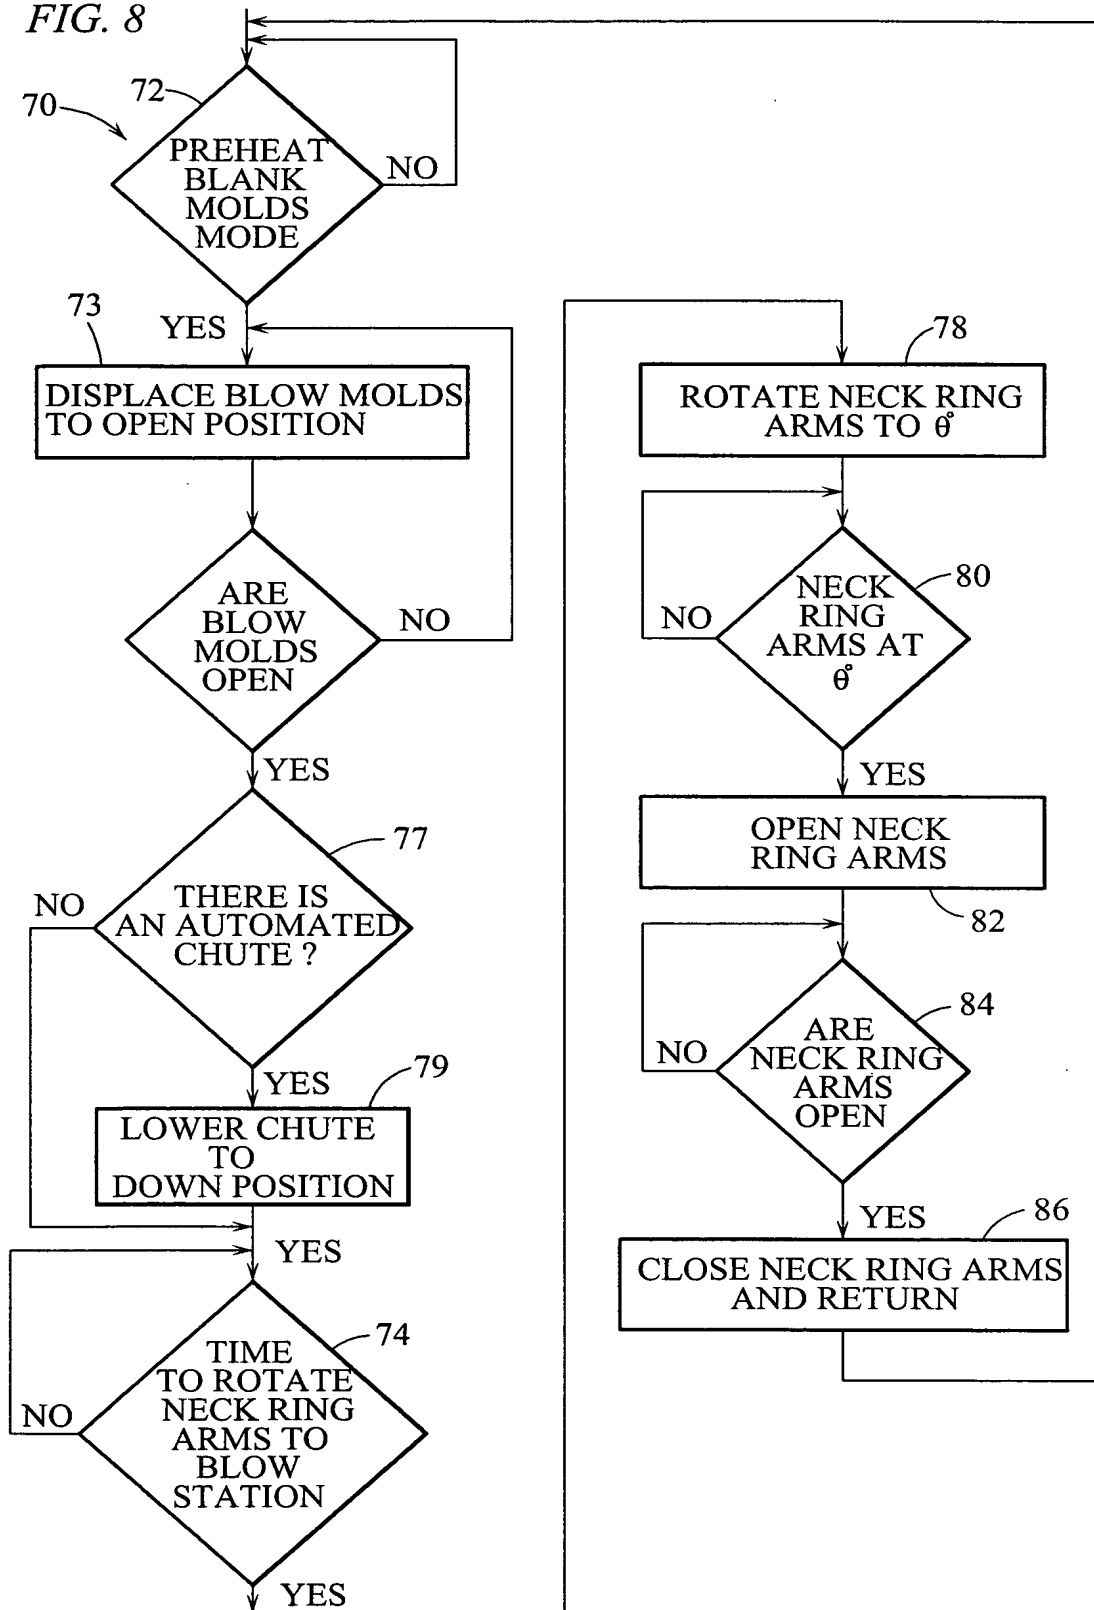 FIG. 8
70
72
PREHEAT
BLANK
MOLDS
MODE
NO
YES
73
DISPLACE BLOW MOLDS
TO OPEN POSITION
ARE
BLOW
MOLDS
OPEN
NO
YES
77
THERE IS
AN AUTOMATED
CHUTE ?
NO
YES
79
LOWER CHUTE
TO
DOWN POSITION
YES
74
TIME
TO ROTATE
NECK RING
ARMS TO
BLOW
STATION
NO
YES
78
ROTATE NECK RING
ARMS TO θ°
80
NECK
RING
ARMS AT
θ°
NO
YES
OPEN NECK
RING ARMS
82
84
ARE
NECK RING
ARMS
OPEN
NO
YES
86
CLOSE NECK RING ARMS
AND RETURN